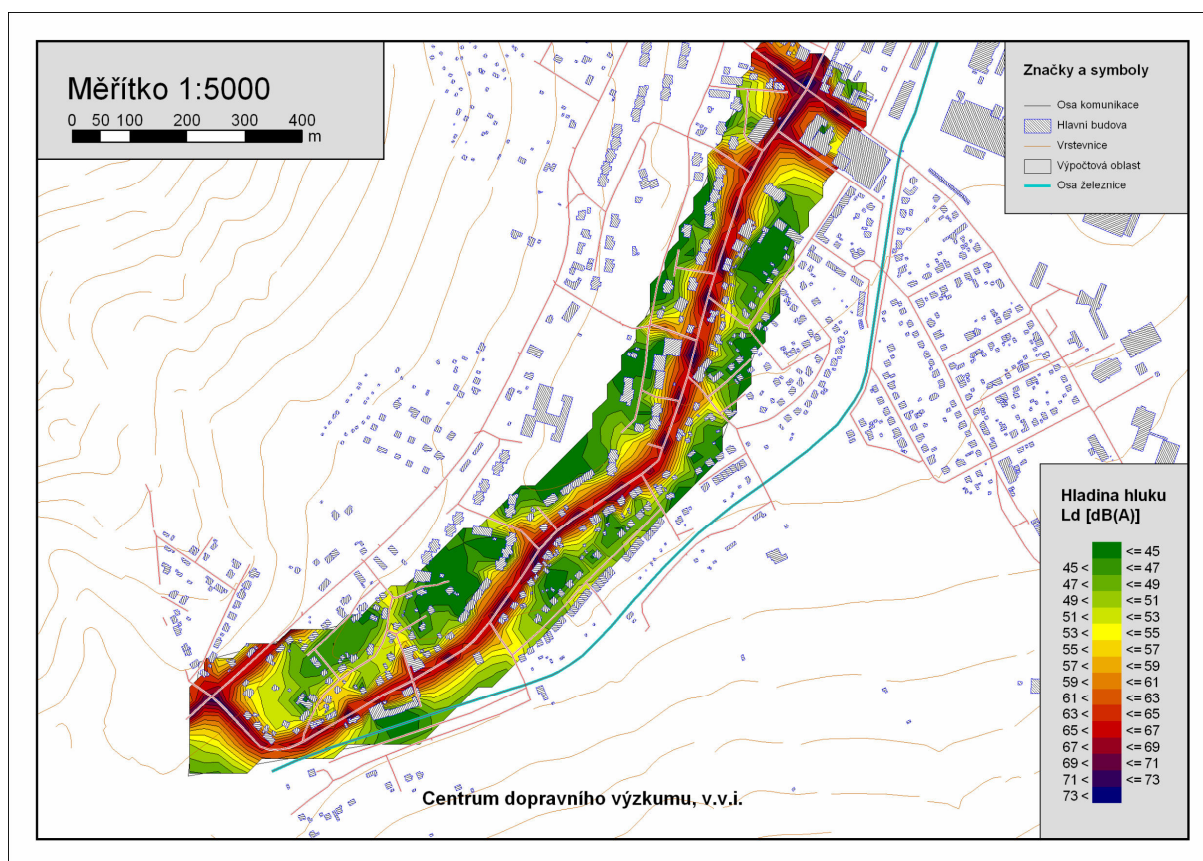 Měřítko 1:5000
0 50 100 200 300 400
m
Značky a symboly
Osa komunikace
Hlavní budova
Vrstevnice
Výpočtová oblast
Osa železnice
Hladina hluku
Ld [dB(A)]
<= 45
45 < <= 47
47 < <= 49
49 < <= 51
51 < <= 53
53 < <= 55
55 < <= 57
57 < <= 59
59 < <= 61
61 < <= 63
63 < <= 65
65 < <= 67
67 < <= 69
69 < <= 71
71 < <= 73
73 <
Centrum dopravního výzkumu, v.v.i.